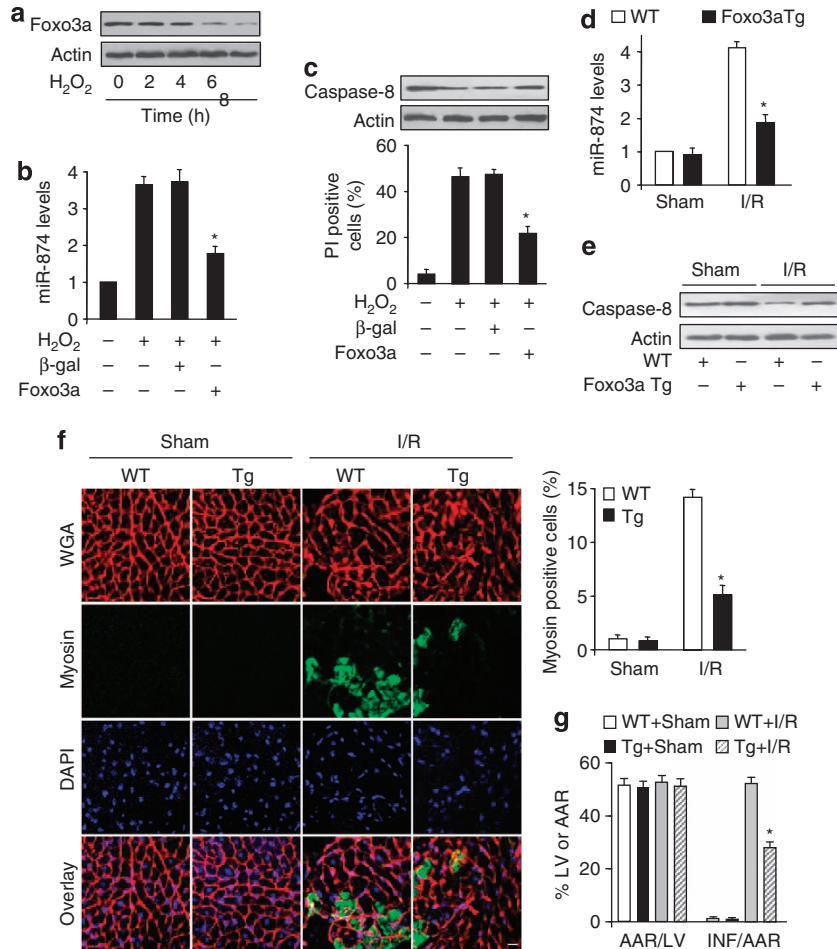 a
Foxo3a
Actin
H2O2 0 2 4 6 8
Time (h)
b
miR-874 levels
4
3
2
1
0
*
H2O2 – + + +
β-gal – – + –
Foxo3a – – – +
c
Caspase-8
Actin
PI positive cells (%)
60
40
20
0
*
H2O2 – + + +
β-gal – – + –
Foxo3a – – – +
d
WT Foxo3aTg
miR-874 levels
4
3
2
1
0
*
Sham I/R
e
Sham I/R
Caspase-8
Actin
WT + – + –
Foxo3a Tg – + – +
f
Sham I/R
WT Tg WT Tg
WGA
Myosin
DAPI
Overlay
Myosin positive cells (%)
15
10
5
0
WT
Tg
*
Sham I/R
g
WT+Sham WT+I/R
Tg+Sham Tg+I/R
% LV or AAR
60
40
20
0
*
AAR/LV INF/AAR